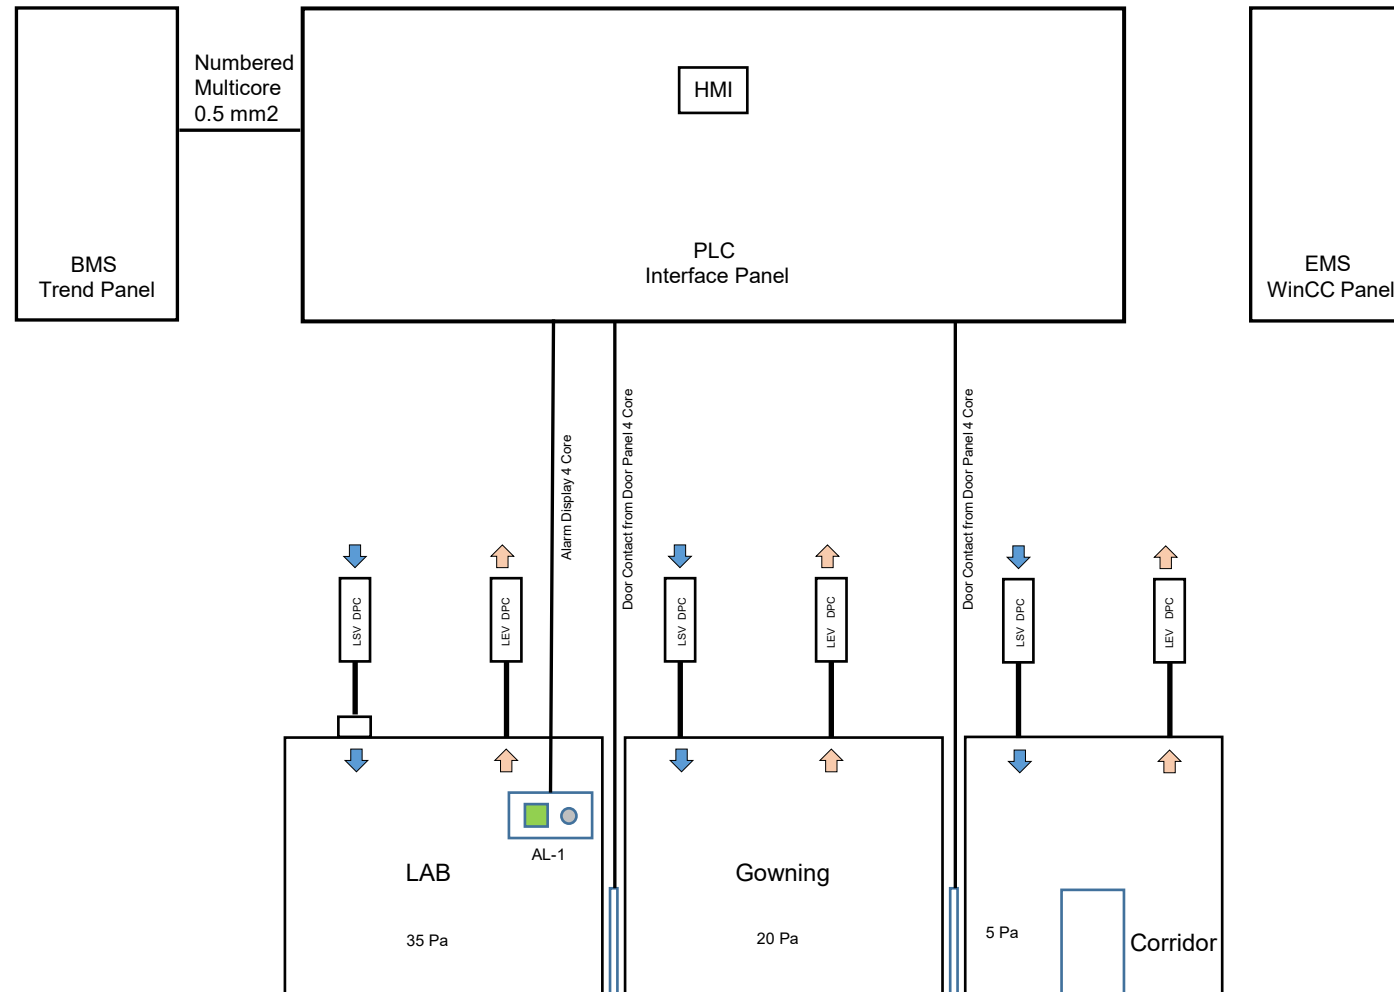 Numbered
Multicore
0.5 mm2
HMI
BMS
Trend Panel
PLC
Interface Panel
EMS
WinCC Panel
Alarm Display 4 Core
Door Contact from Door Panel 4 Core
Door Contact from Door Panel 4 Core
LSV DPC
LEV DPC
LSV DPC
LEV DPC
LSV DPC
LEV DPC
AL-1
LAB
Gowning
35 Pa
20 Pa
5 Pa
Corridor